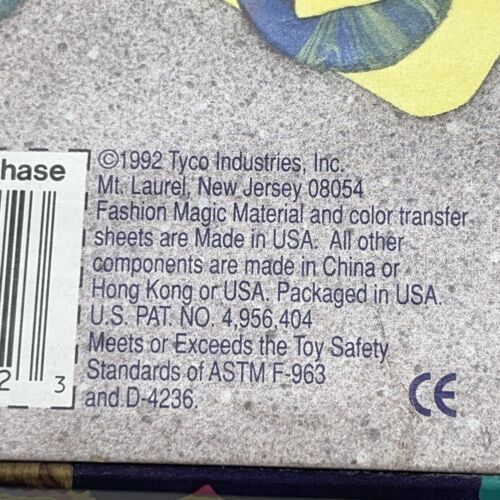 ©1992 Tyco Industries, Inc.
Mt. Laurel, New Jersey 08054
Fashion Magic Material and color transfer
sheets are Made in USA. All other
components are made in China or
Hong Kong or USA. Packaged in USA.
U.S. PAT. NO. 4,956,404
Meets or Exceeds the Toy Safety
Standards of ASTM F-963
and D-4236.
CE
hase
2 3